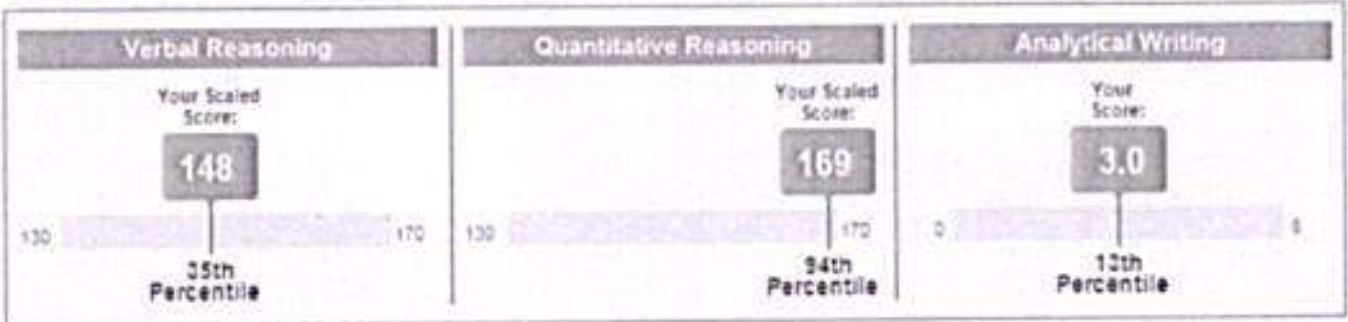 Verbal Reasoning
Your Scaled
Score:
148
130
170
35th
Percentile
Quantitative Reasoning
Your Scaled
Score:
169
130
170
94th
Percentile
Analytical Writing
Your
Score:
3.0
0
6
Percentile